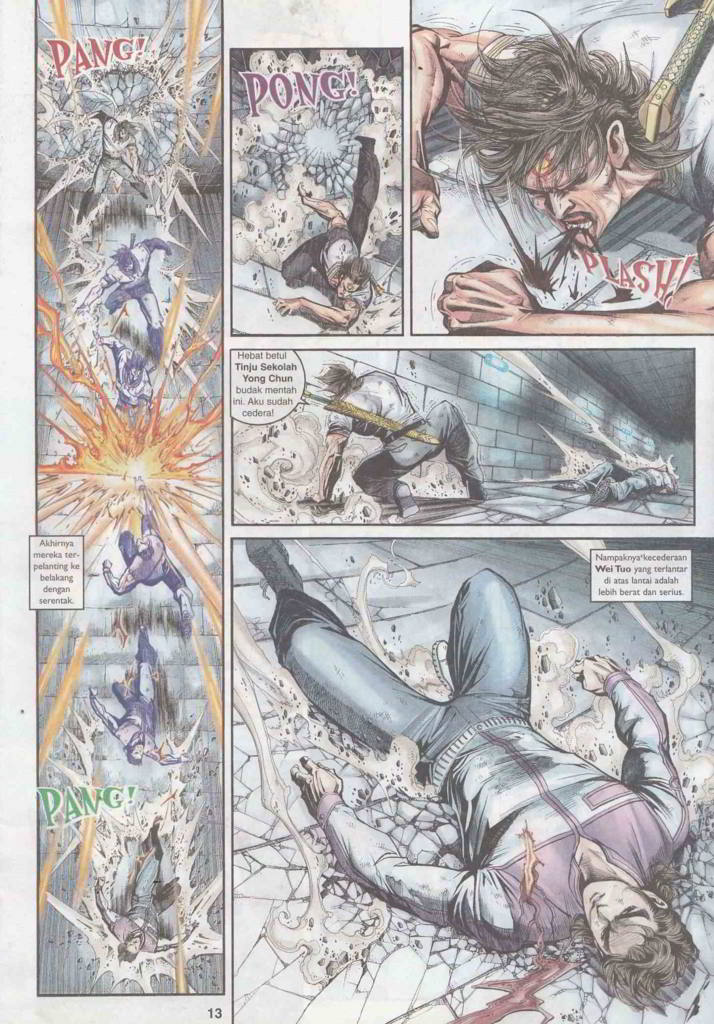 PANG!
PONG!
PLASH!
Hebat betul
Tinju Sekolah
Yong Chun
budak mentah
ini. Aku sudah
cedera!
Akhirnya
mereka ter-
pelanting ke
belakang
dengan
serentak.
Nampaknya kecederaan
Wei Tuo yang terlantar
di atas lantai adalah
lebih berat dan serius.
PANG!
13